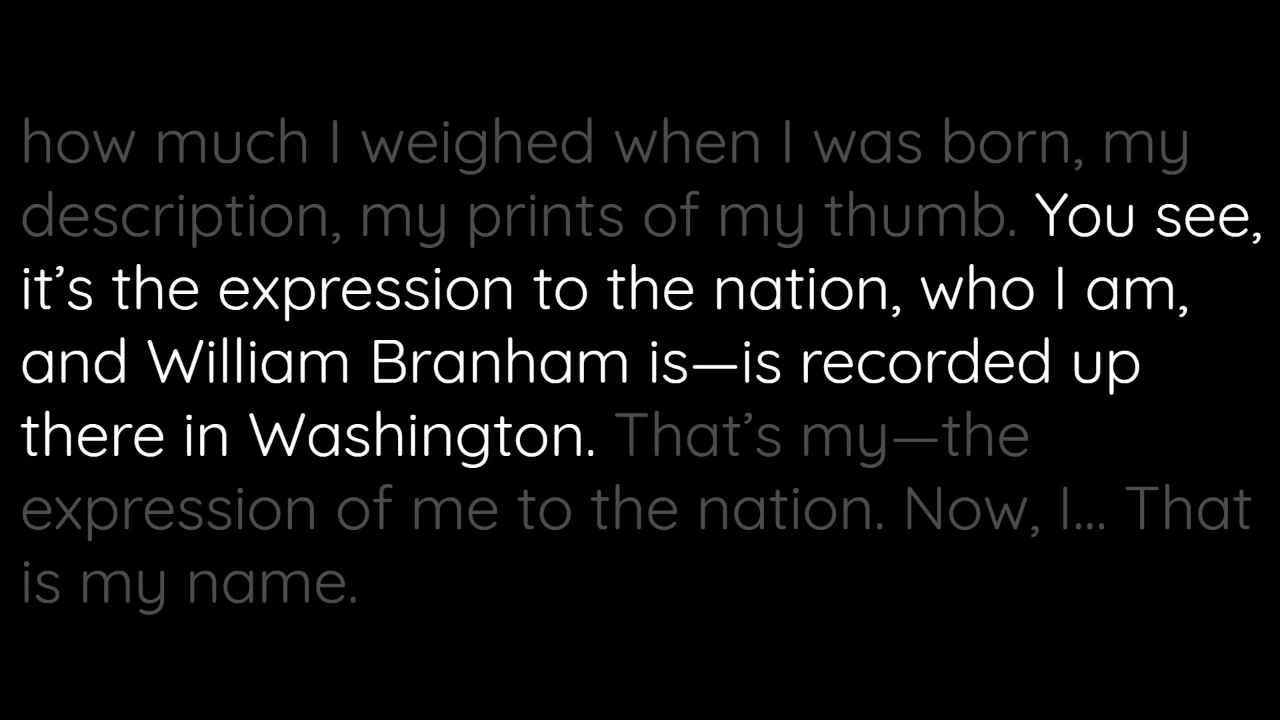 how much I weighed when I was born, my
description, my prints of my thumb. You see,
it’s the expression to the nation, who I am,
and William Branham is—is recorded up
there in Washington. That’s my—the
expression of me to the nation. Now, I... That
is my name.